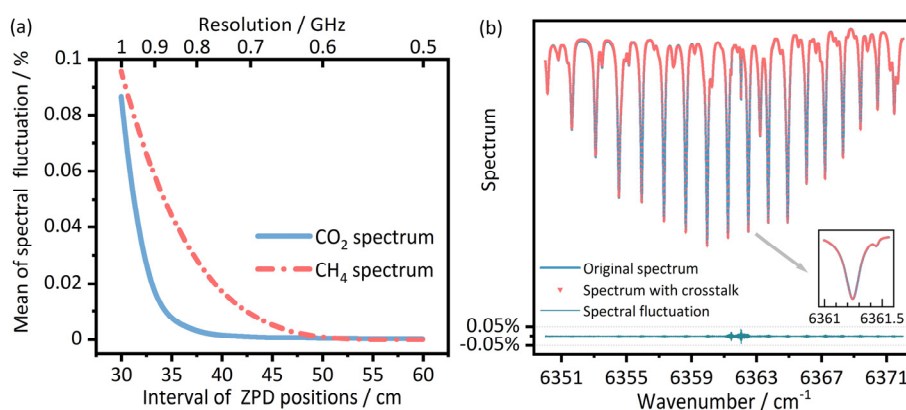 (a)
Resolution / GHz
1 0.9 0.8 0.7 0.6 0.5
Mean of spectral fluctuation / %
0.1
0.08
0.06
0.04
0.02
0
CO2 spectrum
CH4 spectrum
30 35 40 45 50 55 60
Interval of ZPD positions / cm
(b)
Spectrum
Original spectrum
Spectrum with crosstalk
Spectral fluctuation
6361 6361.5
0.05%
-0.05%
6351 6355 6359 6363 6367 6371
Wavenumber / cm-1